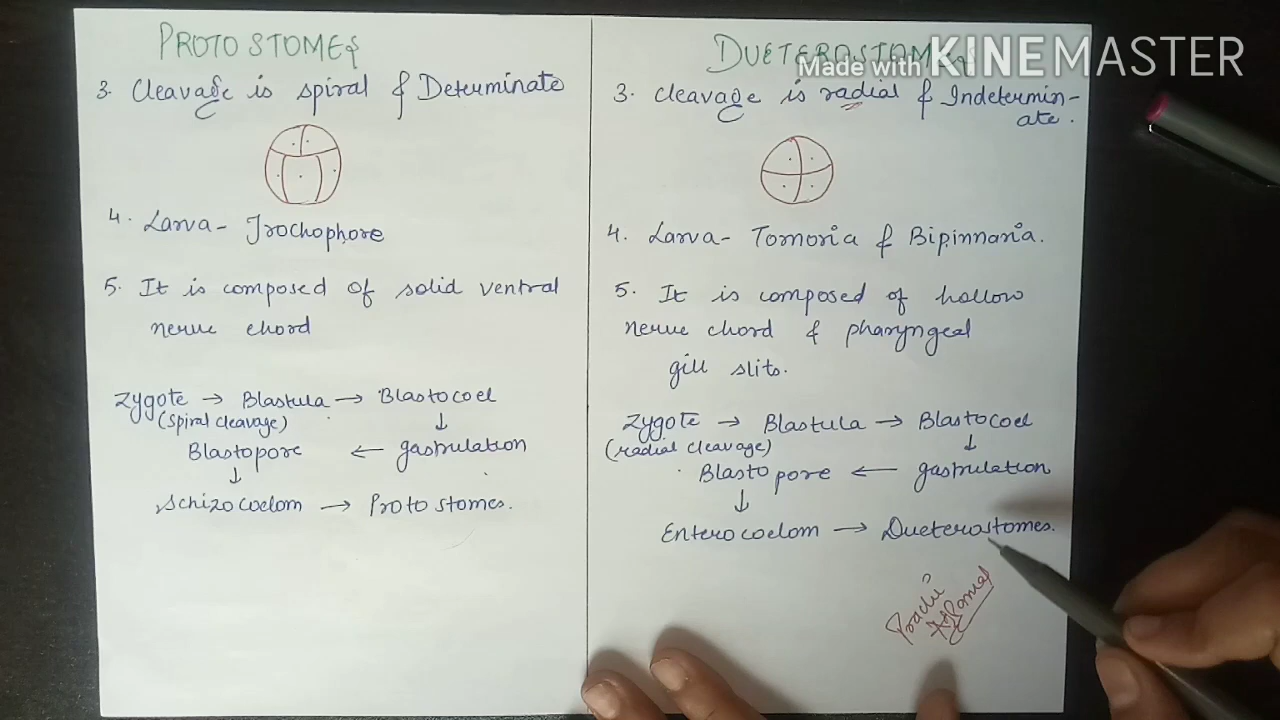 PROTOSTOMES
3. Cleavage is spiral & Determinate
4. Larva - Trochophore
5. It is composed of solid ventral
nerve chord
Zygote → Blastula → Blastocoel
(spiral cleavage) ↓
Blastopore ← gastrulation
↓
Schizocoelom → Protostomes.
DUETEROSTOMES
Made with KINEMASTER
3. Cleavage is radial & Indetermin-
ate.
4. Larva - Tornoria & Bipinnaria.
5. It is composed of hollow
nerve chord & pharyngeal
gill slits.
Zygote → Blastula → Blastocoel
(radial cleavage) ↓
Blastopore ← gastrulation
↓
Enterocoelom → Dueterostomes.
Prachi